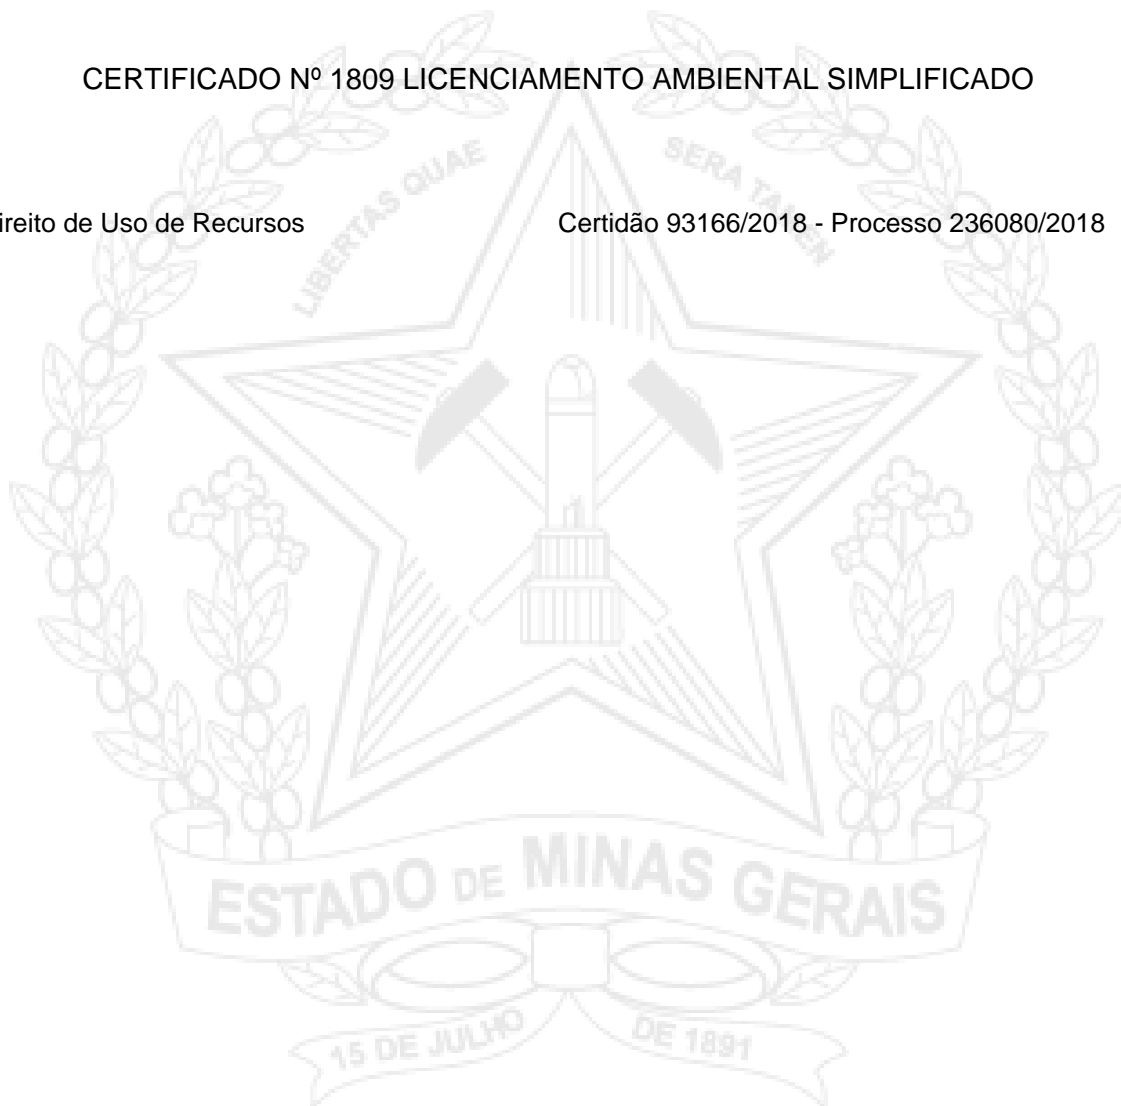 CERTIFICADO Nº 1809 LICENCIAMENTO AMBIENTAL SIMPLIFICADO
LIBERTAS QUAE SERA TAMEN
ireito de Uso de Recursos Certidão 93166/2018 - Processo 236080/2018
ESTADO DE MINAS GERAIS
15 DE JULHO DE 1891